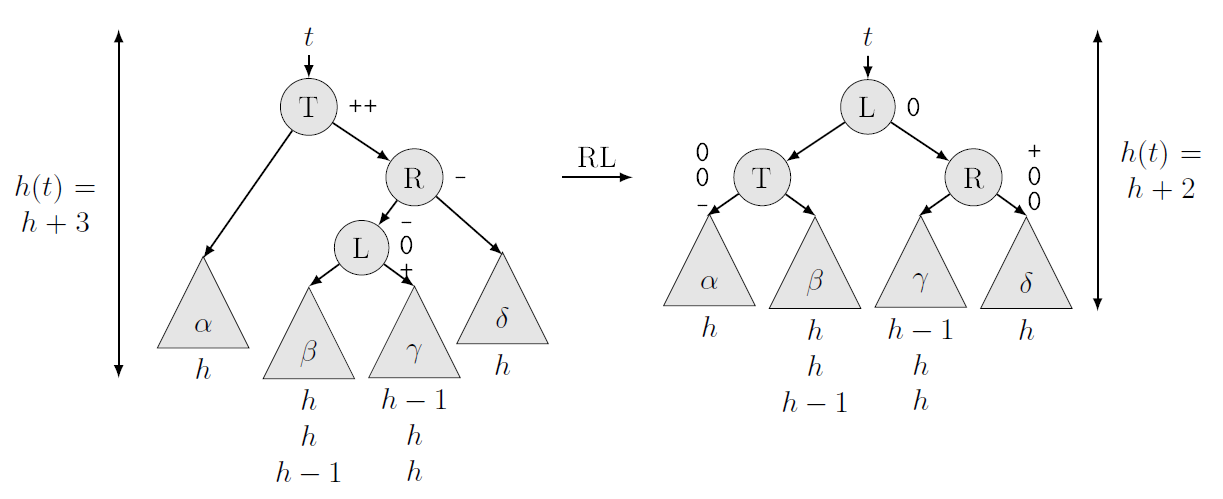 t
T ++
h(t) =
h + 3
R -
-
L 0
+
α
β
γ
δ
h
h
h
h
h - 1
h - 1
h
h
RL
t
L 0
0
0
-
T
R
+
0
0
h(t) =
h + 2
α
β
γ
δ
h
h
h
h - 1
h - 1
h
h
h